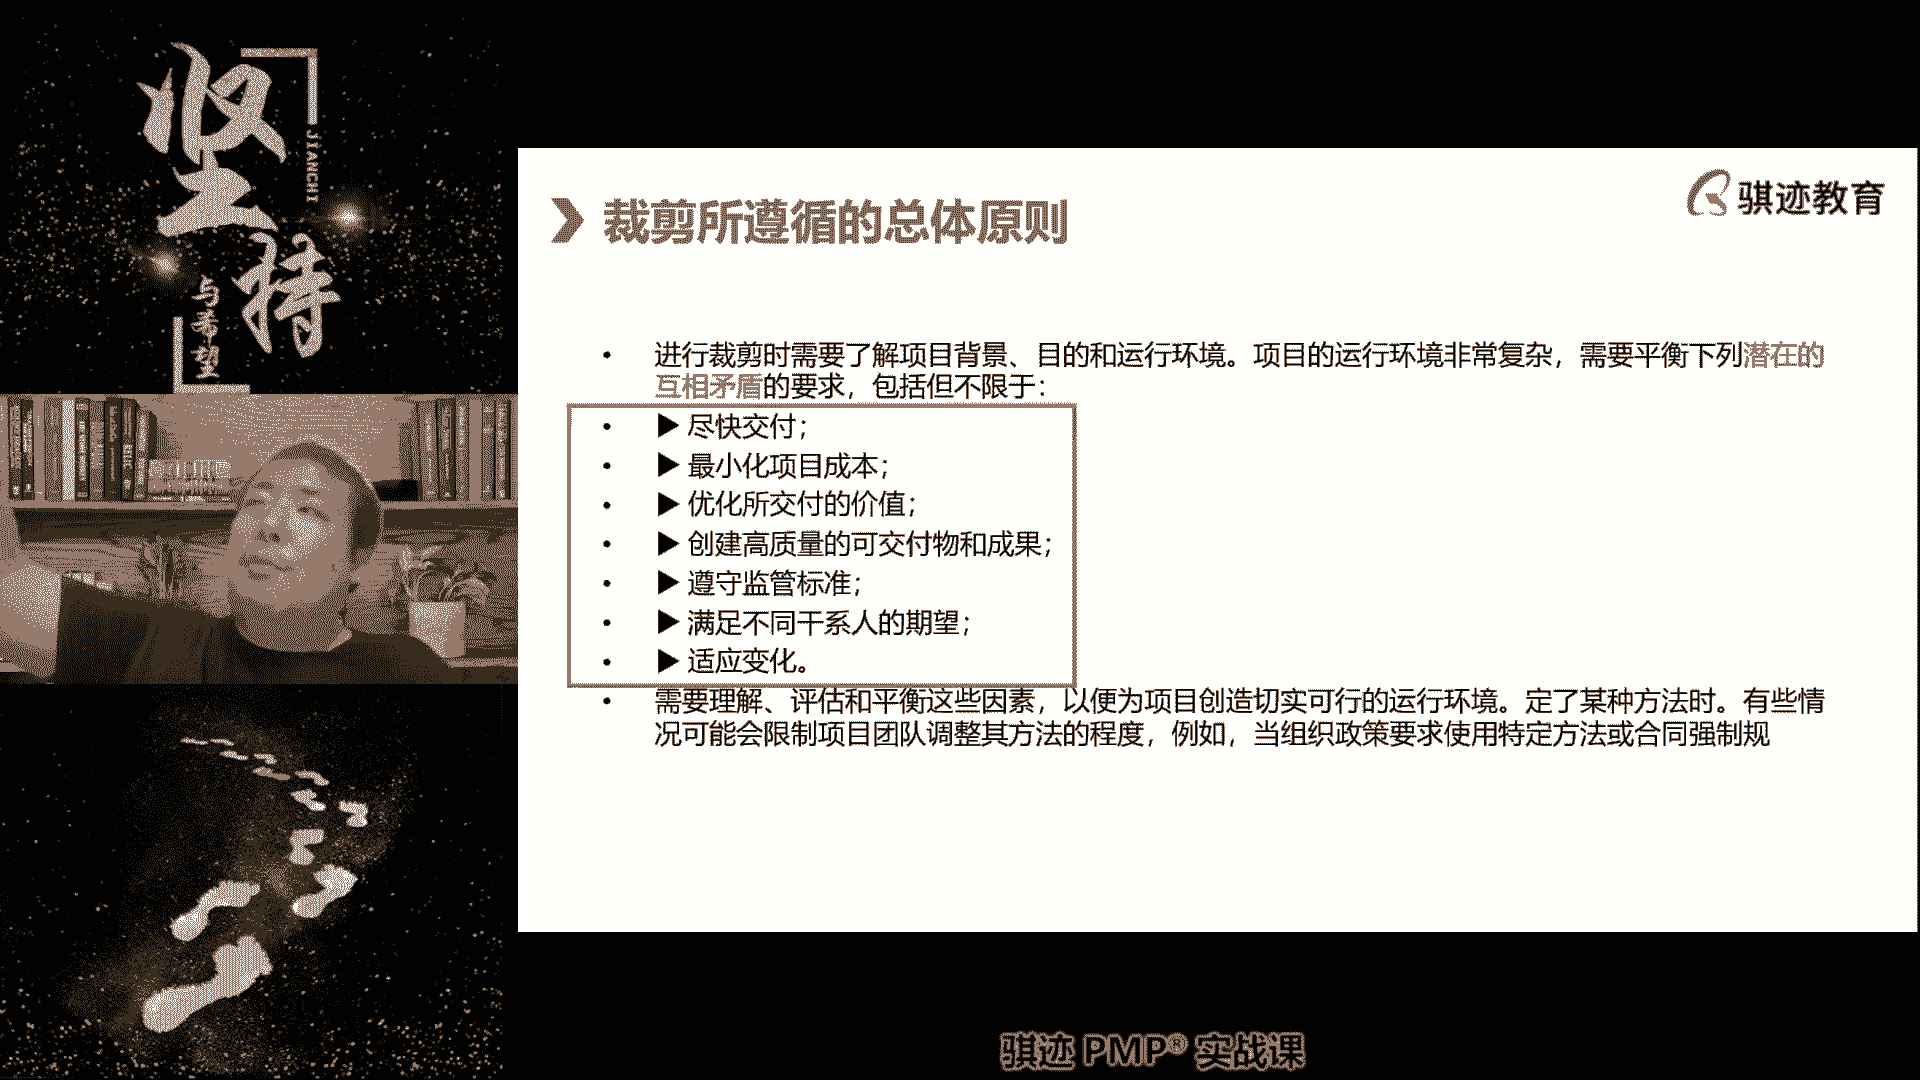 坚持
JIANCHI
与希望
骐迹教育
裁剪所遵循的总体原则
• 进行裁剪时需要了解项目背景、目的和运行环境。项目的运行环境非常复杂，需要平衡下列潜在的
互相矛盾的要求，包括但不限于：
• ▶ 尽快交付；
• ▶ 最小化项目成本；
• ▶ 优化所交付的价值；
• ▶ 创建高质量的可交付物和成果；
• ▶ 遵守监管标准；
• ▶ 满足不同干系人的期望；
• ▶ 适应变化。
• 需要理解、评估和平衡这些因素，以便为项目创造切实可行的运行环境。定了某种方法时。有些情
况可能会限制项目团队调整其方法的程度，例如，当组织政策要求使用特定方法或合同强制规
骐迹 PMP® 实战课